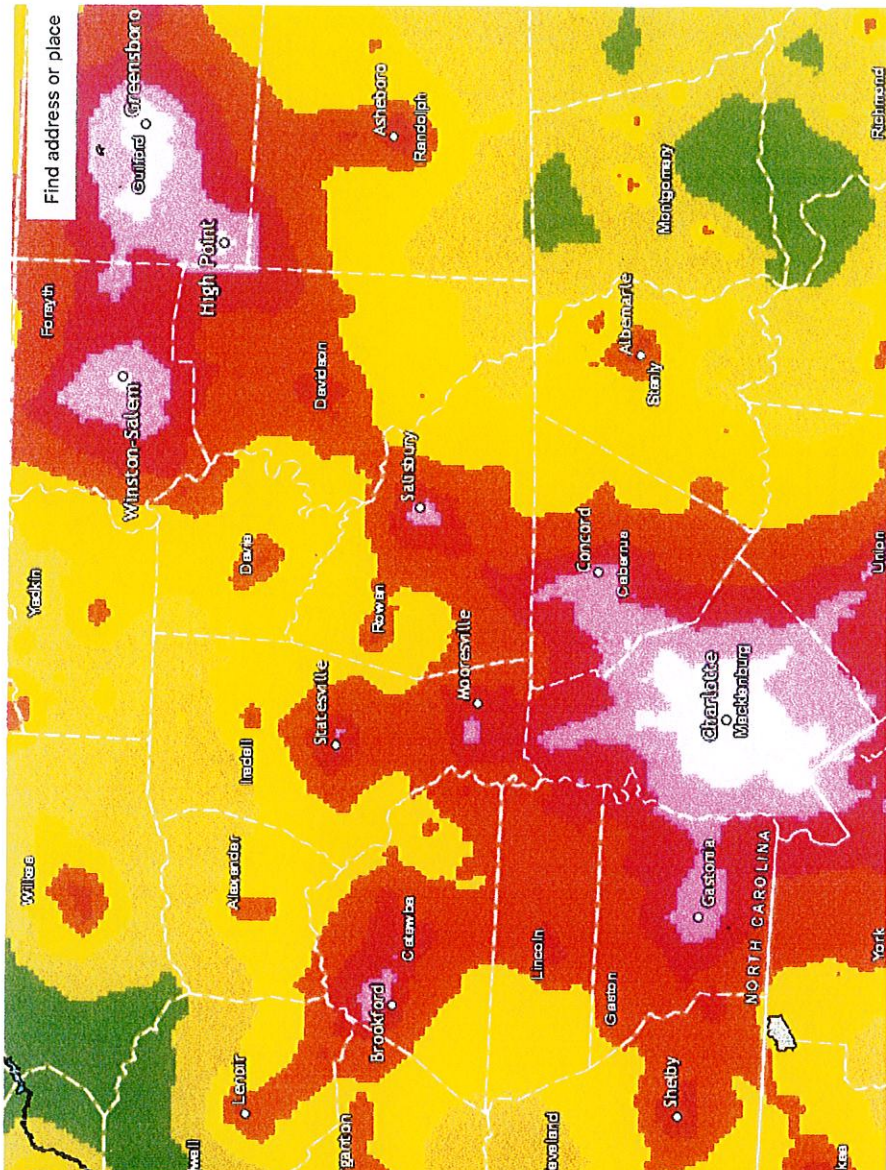 Find address or place
Wilkes
Yadkin
Forsyth
Winston-Salem
Guilford
Greensboro
High Point
Lenoir
Alexander
Iredell
Davie
Statesville
Davidson
rganton
Brookford
Rowan
Asheboro
Catawba
Salisbury
Randolph
Mooresville
Lincoln
eveland
Concord
Gaston
Cabarrus
Albemarle
Stanly
Montgomery
Shelby
Gastonia
Charlotte
Mecklenburg
NORTH CAROLINA
York
Union
Richmond